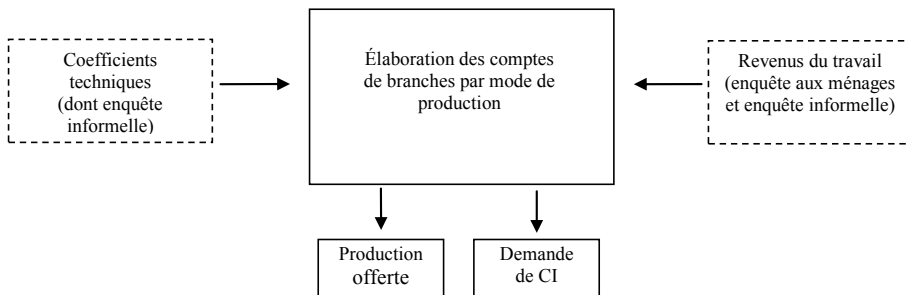 Coefficients
techniques
(dont enquête
informelle)
Élaboration des comptes
de branches par mode de
production
Revenus du travail
(enquête aux ménages
et enquête informelle)
Production
offerte
Demande
de CI